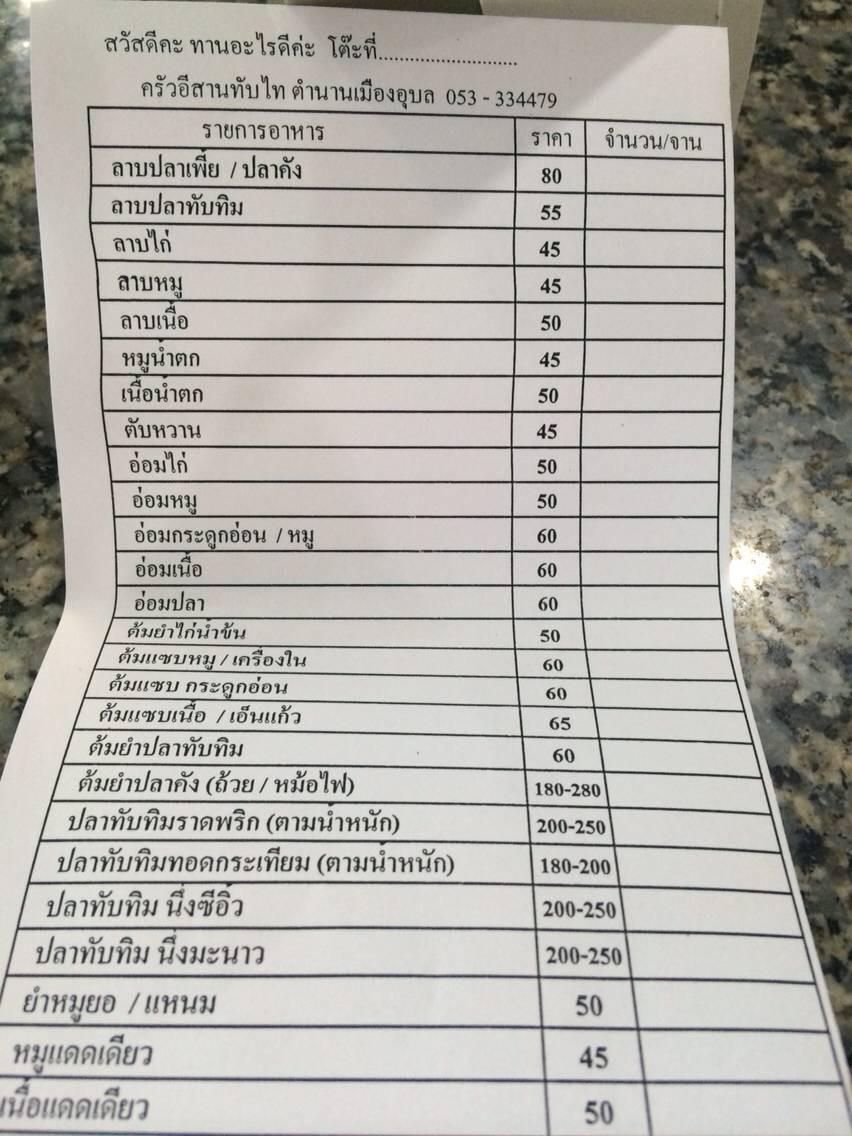 สวัสดีคะ ทานอะไรดีค่ะ โต๊ะที่...........................
ครัวอีสานทับไท ตำนานเมืองอุบล 053 - 334479
รายการอาหาร ราคา จำนวน/จาน
ลาบปลาเพี้ย / ปลาคัง 80
ลาบปลาทับทิม 55
ลาบไก่ 45
สาบหมู 45
ลาบเนื้อ 50
หมูน้ำตก 45
เนื้อน้ำตก 50
ตับหวาน 45
อ่อมไก่ 50
อ่อมหมู 50
อ่อมกระดูกอ่อน / หมู 60
อ่อมเนื้อ 60
อ่อมปลา 60
ต้มยำไก่น้ำข้น 50
ต้มแซบหมู / เครื่องใน 60
ต้มแซบ กระดูกอ่อน 60
ต้มแซบเนื้อ / เอ็นแก้ว 65
ต้มยำปลาทับทิม 60
ต้มยำปลาคัง (ถ้วย / หม้อไฟ) 180-280
ปลาทับทิมราดพริก (ตามน้ำหนัก) 200-250
ปลาทับทิมทอดกระเทียม (ตามน้ำหนัก) 180-200
ปลาทับทิม นึ่งซีอิ้ว 200-250
ปลาทับทิม นึ่งมะนาว 200-250
ยำหมูยอ / แหนม 50
หมูแดดเดียว 45
เนื้อแดดเดียว 50